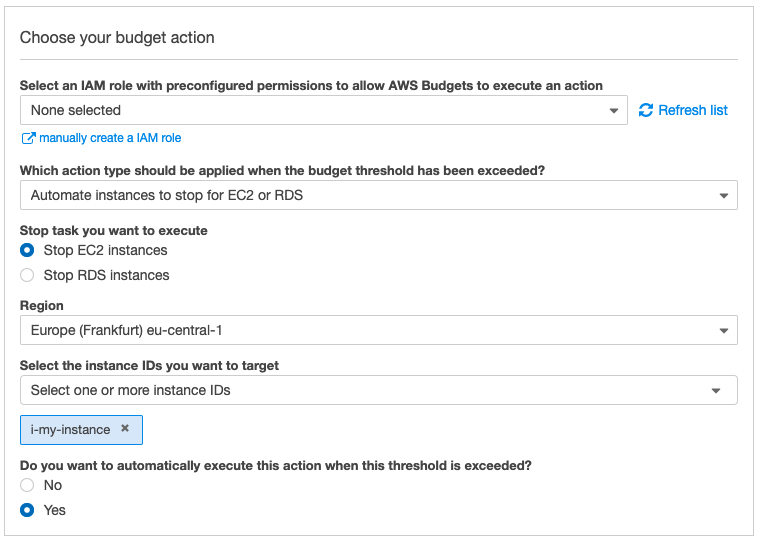 Choose your budget action
Select an IAM role with preconfigured permissions to allow AWS Budgets to execute an action
None selected
Refresh list
manually create a IAM role
Which action type should be applied when the budget threshold has been exceeded?
Automate instances to stop for EC2 or RDS
Stop task you want to execute
Stop EC2 instances
Stop RDS instances
Region
Europe (Frankfurt) eu-central-1
Select the instance IDs you want to target
Select one or more instance IDs
i-my-instance ×
Do you want to automatically execute this action when this threshold is exceeded?
No
Yes